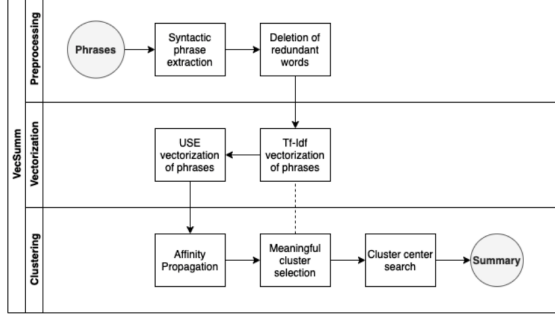 VecSumm
Preprocessing
Phrases
Syntactic
phrase
extraction
Deletion of
redundant
words
Vectorization
USE
vectorization
of phrases
Tf-Idf
vectorization
of phrases
Clustering
Affinity
Propagation
Meaningful
cluster
selection
Cluster center
search
Summary